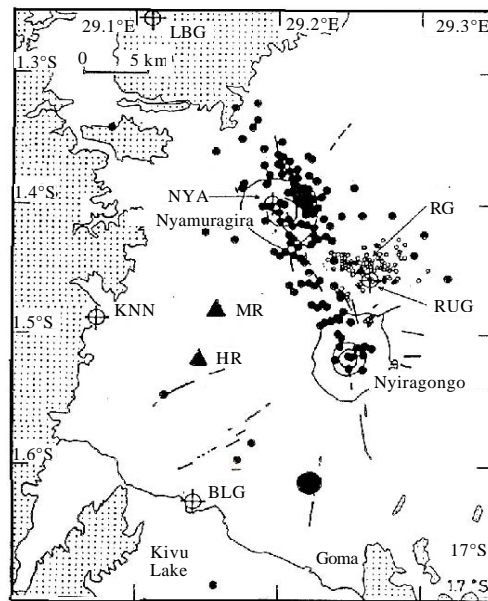 29.1°E 29.2°E 29.3°E
LBG
1.3°S
0 5 km
1.4°S
NYA
RG
Nyamuragira
KNN
MR
RUG
1.5°S
HR
Nyiragongo
1.6°S
BLG
Kivu
Lake
Goma
17°S
17°S